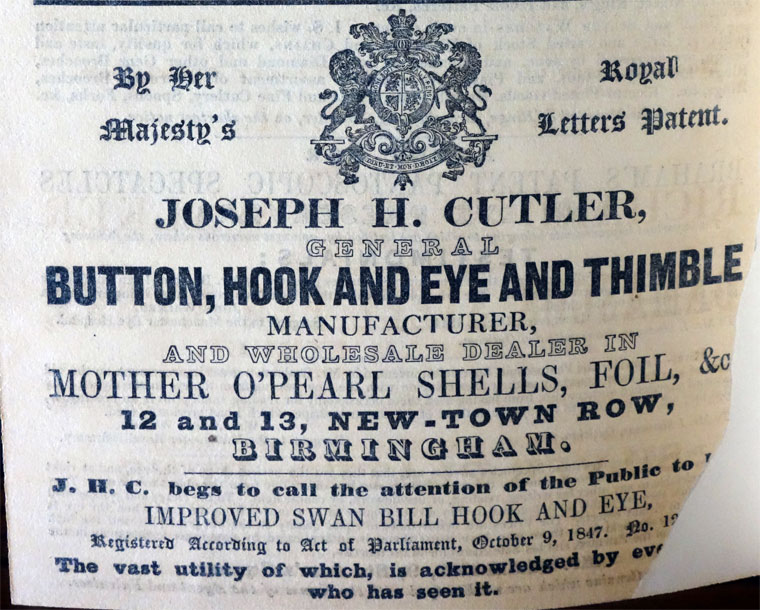 By Her Royal
Majesty's Letters Patent.
DIEU·ET·MON·DROIT
JOSEPH H. CUTLER,
GENERAL
BUTTON, HOOK AND EYE AND THIMBLE
MANUFACTURER,
AND WHOLESALE DEALER IN
MOTHER O'PEARL SHELLS, FOIL, &c
12 and 13, NEW-TOWN ROW,
BIRMINGHAM.
J. H. C. begs to call the attention of the Public to
IMPROVED SWAN BILL HOOK AND EYE,
Registered According to Act of Parliament, October 9, 1847. No.
The vast utility of which, is acknowledged by
who has seen it.